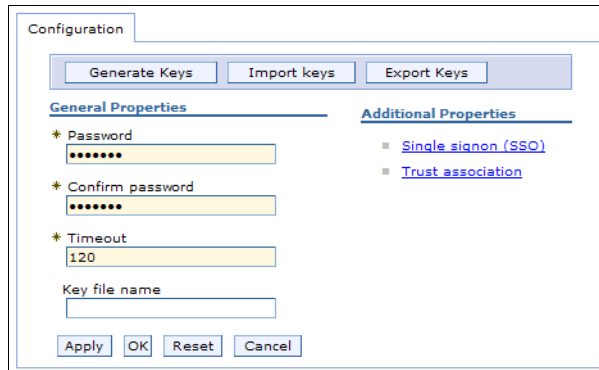 Configuration
Generate Keys
Import keys
Export Keys
General Properties
* Password
•••••••
* Confirm password
•••••••
* Timeout
120
Key file name
Apply
OK
Reset
Cancel
Additional Properties
Single signon (SSO)
Trust association